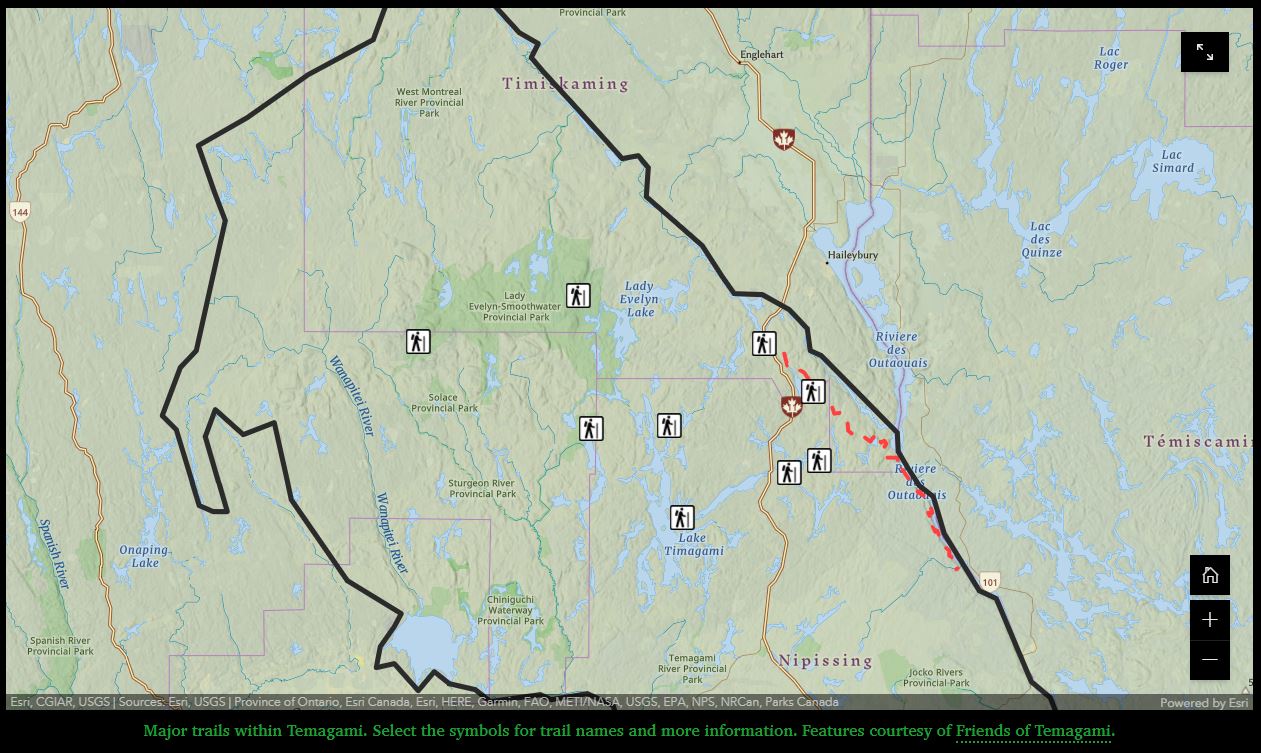 Provincial Park
Englehart
Lac
Roger
Timiskaming
West Montreal
River Provincial
Park
11
Lac
Simard
144
Lac
des
Quinze
Haileybury
Lady
Evelyn
Lake
Lady
Evelyn-Smoothwater
Provincial Park
Riviere
des
Outaouais
Wanapitei River
Solace
Provincial Park
11
Témiscamin
Riviere
des
Outaouais
Sturgeon River
Provincial Park
Wanapitei River
Spanish River
Onaping
Lake
Lake
Timagami
101
Chiniguchi
Waterway
Provincial Park
Spanish River
Provincial Park
Temagami
River Provincial
Park
Nipissing
Jocko Rivers
Provincial Park
5
Esri, CGIAR, USGS | Sources: Esri, USGS | Province of Ontario, Esri Canada, Esri, HERE, Garmin, FAO, METI/NASA, USGS, EPA, NPS, NRCan, Parks Canada
Powered by Esri
Major trails within Temagami. Select the symbols for trail names and more information. Features courtesy of Friends of Temagami.